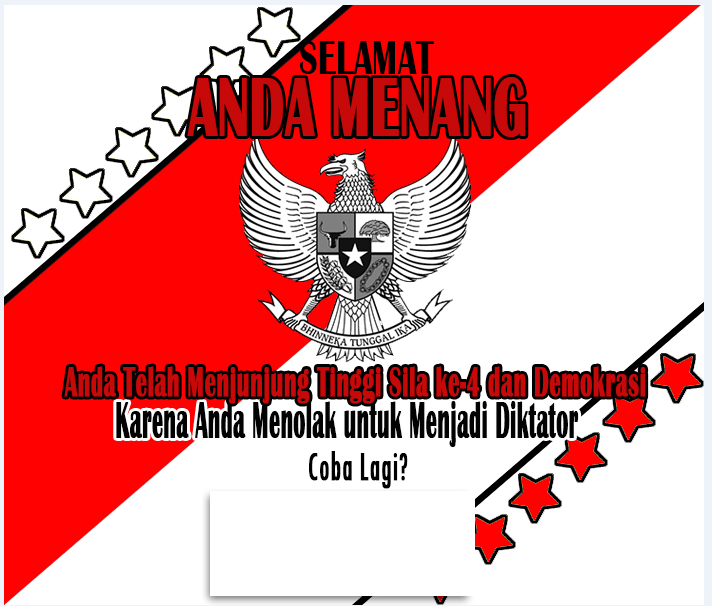 SELAMAT
ANDA MENANG
BHINNEKA TUNGGAL IKA
Anda Telah Menjunjung Tinggi Sila ke-4 dan Demokrasi
Karena Anda Menolak untuk Menjadi Diktator
Coba Lagi?